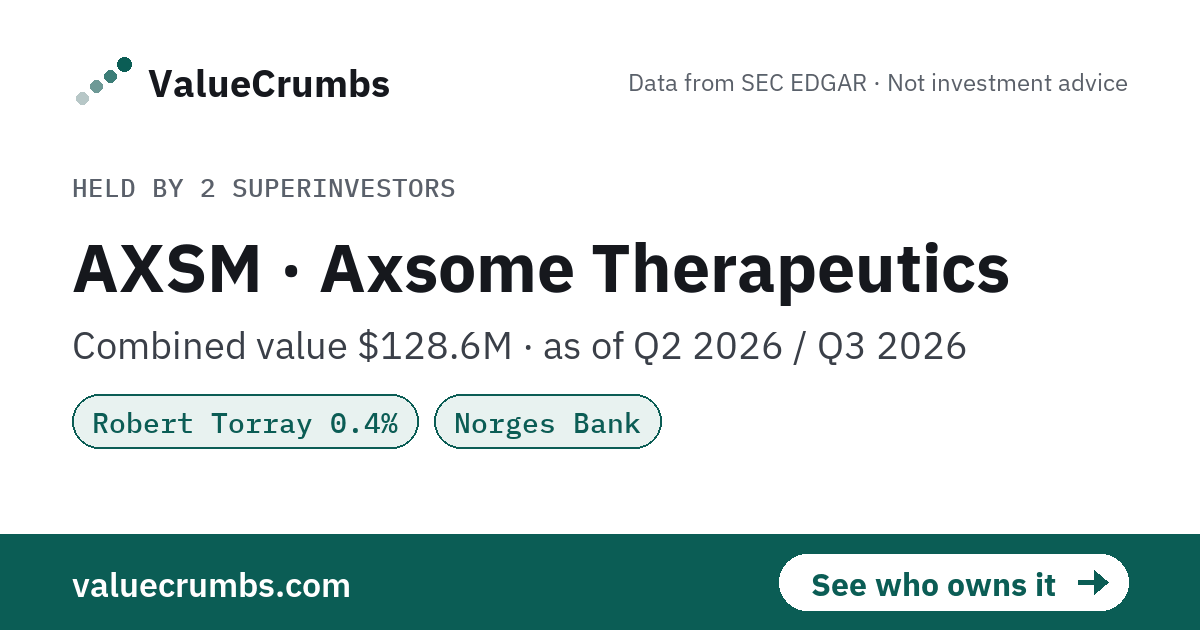 ValueCrumbs
Data from SEC EDGAR · Not investment advice
HELD BY 2 SUPERINVESTORS
AXSM · Axsome Therapeutics
Combined value $128.6M · as of Q2 2026 / Q3 2026
Robert Torray 0.4%
Norges Bank
valuecrumbs.com
See who owns it →